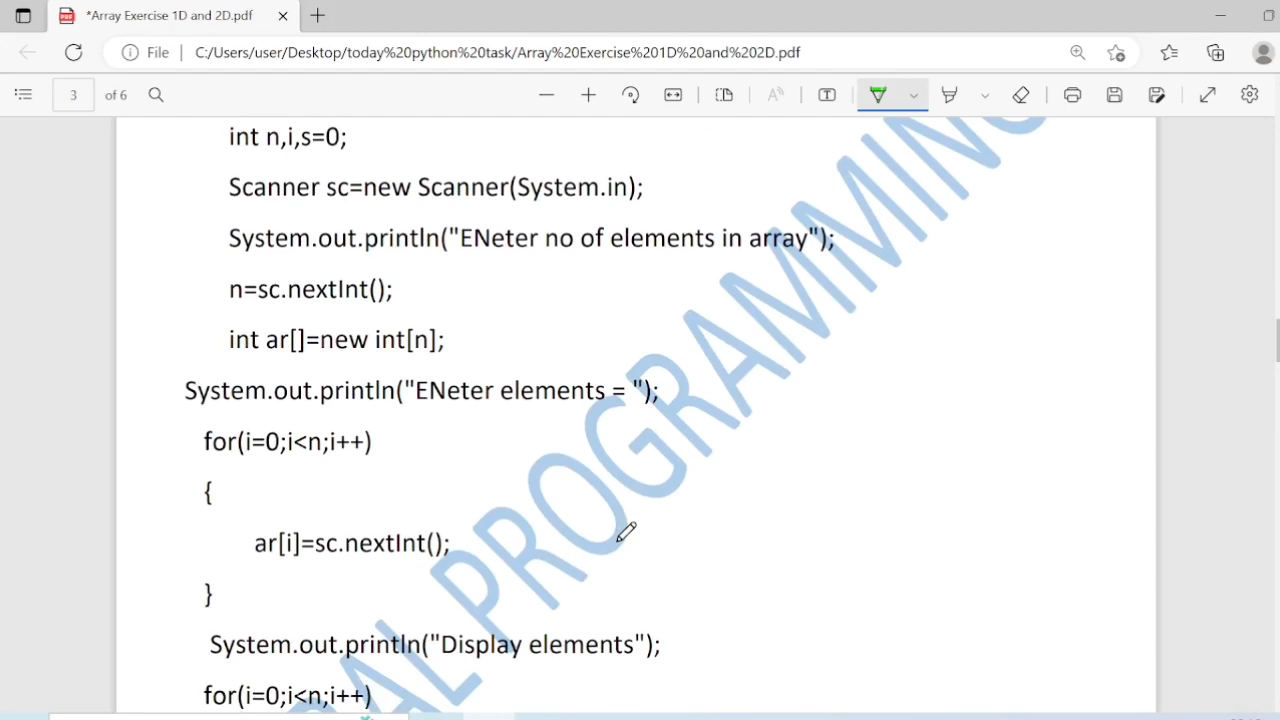 *Array Exercise 1D and 2D.pdf
File C:/Users/user/Desktop/today%20python%20task/Array%20Exercise%201D%20and%202D.pdf
3 of 6
int n,i,s=0;
Scanner sc=new Scanner(System.in);
System.out.println("ENeter no of elements in array");
n=sc.nextInt();
int ar[]=new int[n];
System.out.println("ENeter elements = ");
for(i=0;i<n;i++)
{
ar[i]=sc.nextInt();
}
System.out.println("Display elements");
for(i=0;i<n;i++)
PROGRAMMING